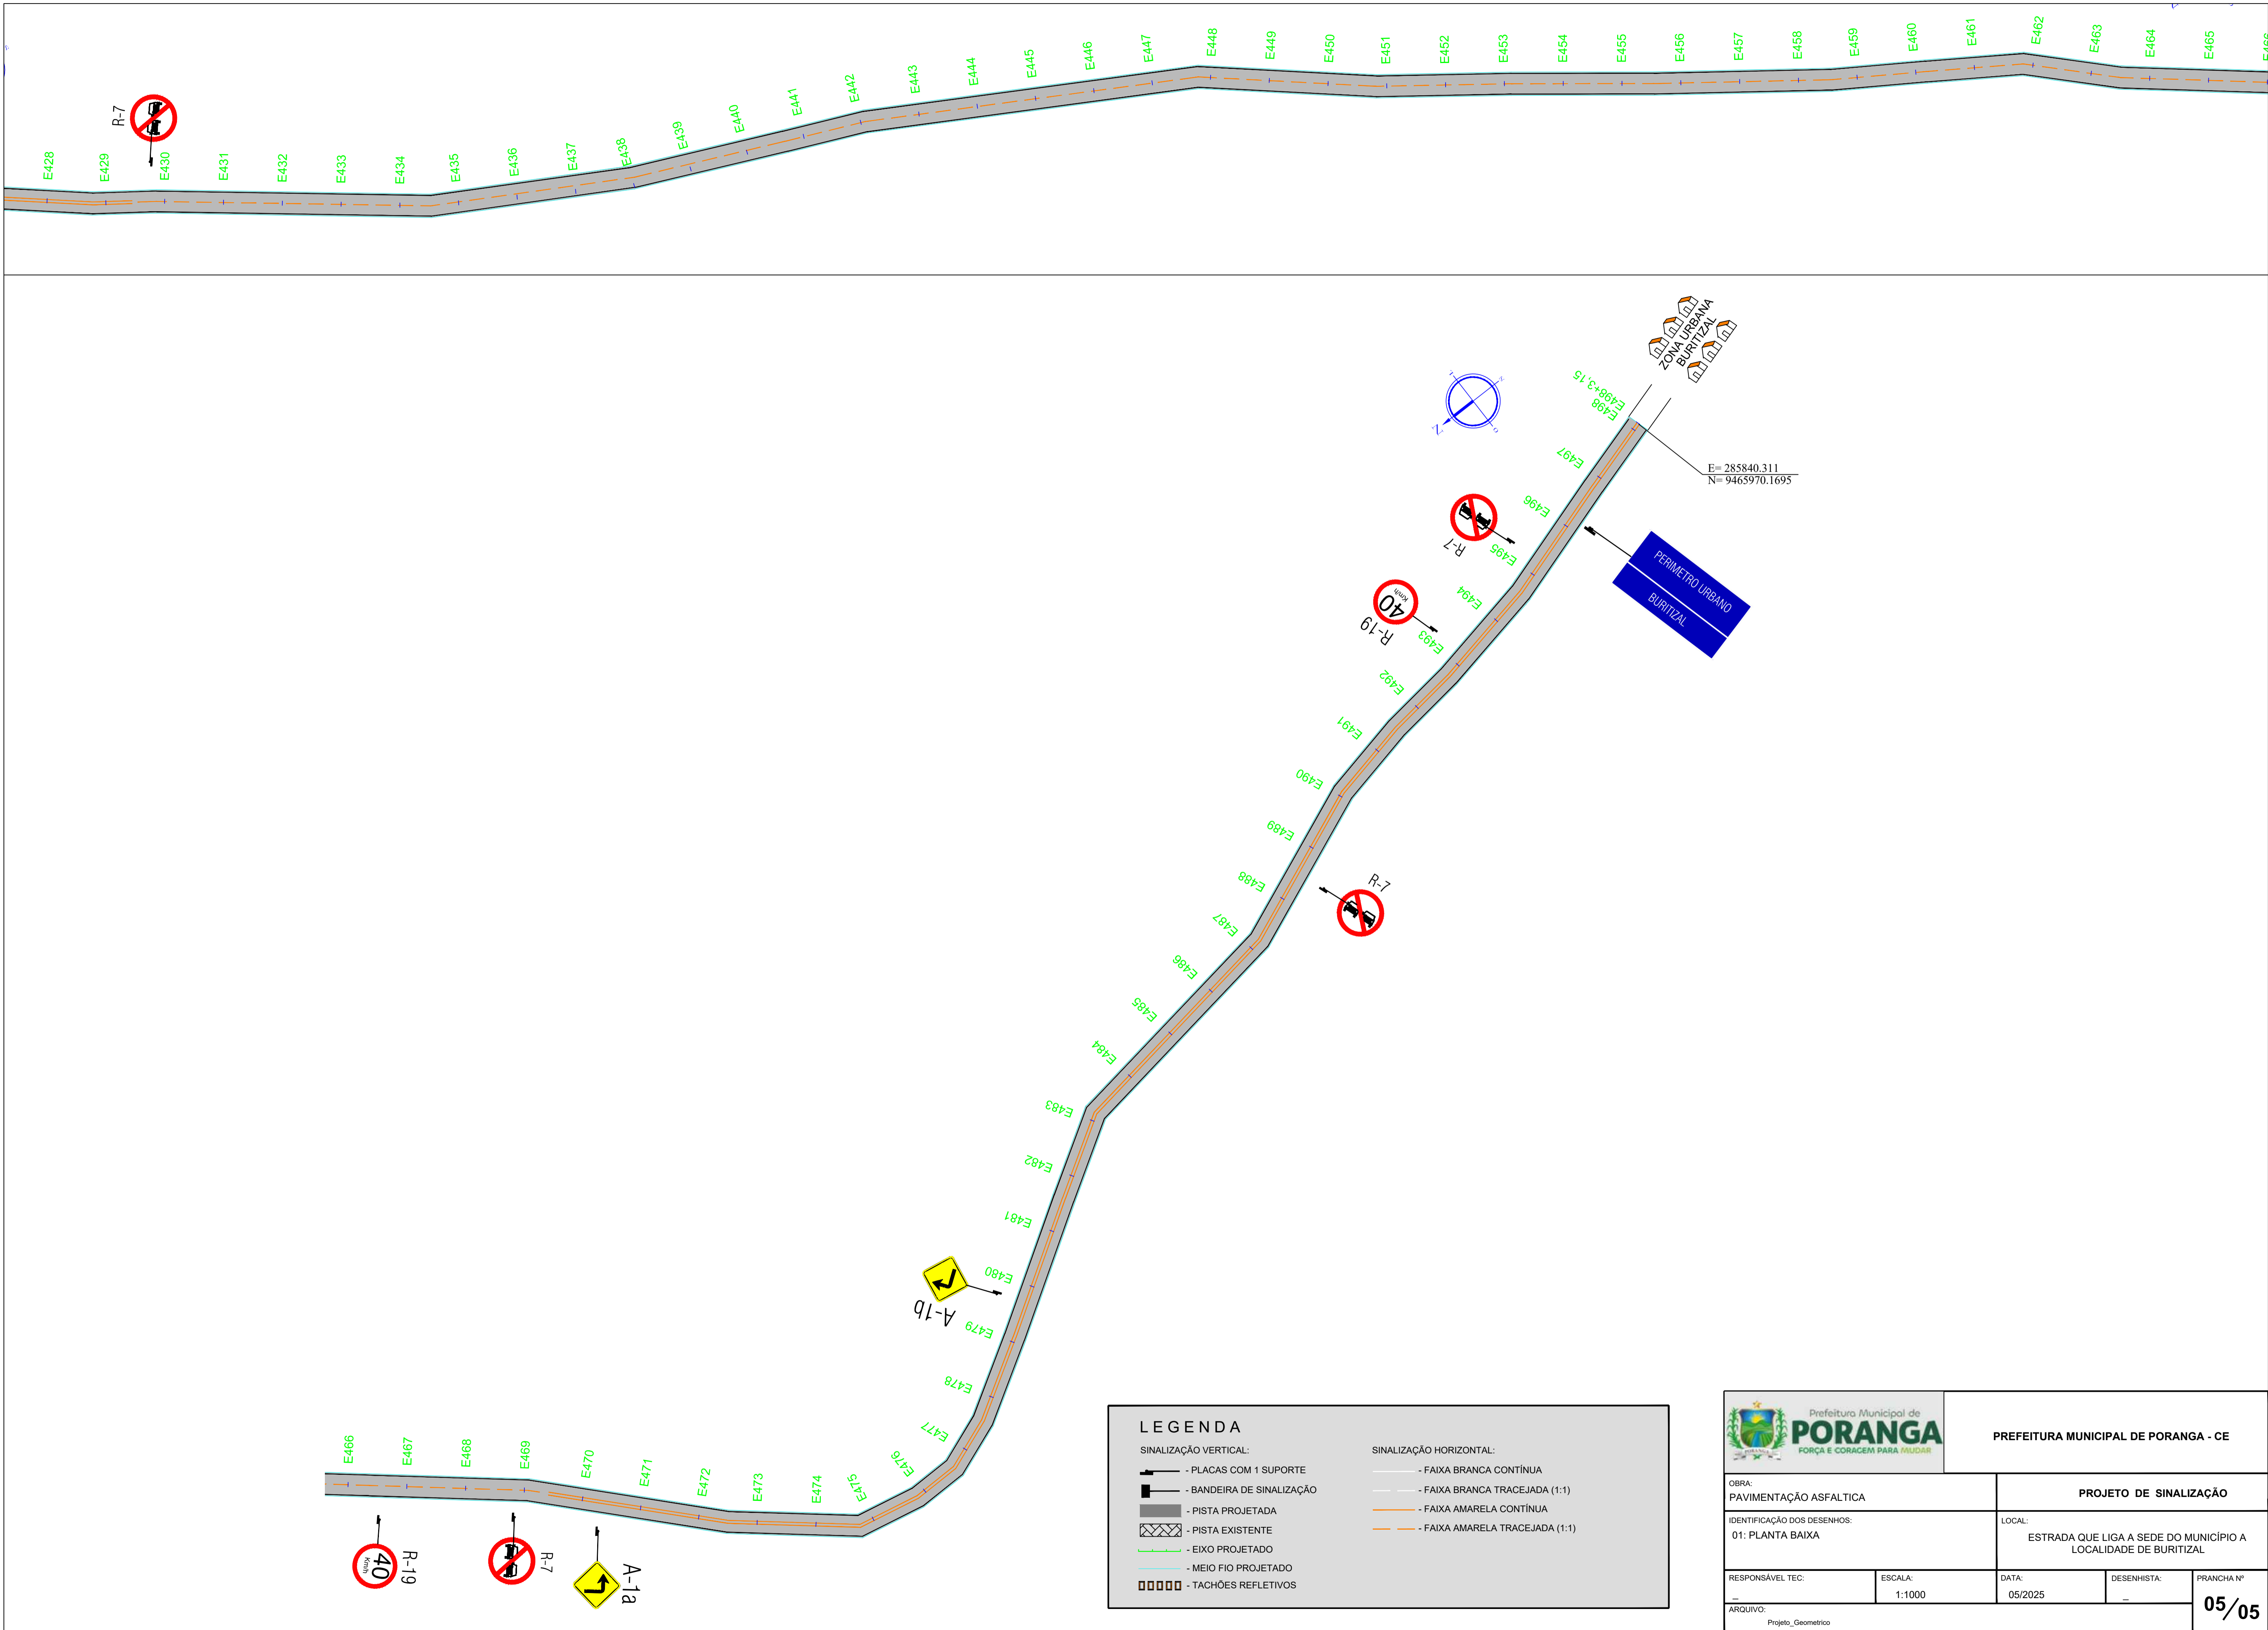 R-7
E428
E429
E430
E431
E432
E433
E434
E435
E436
E437
E438
E439
E440
E441
E442
E443
E444
E445
E446
E447
E448
E449
E450
E451
E452
E453
E454
E455
E456
E457
E458
E459
E460
E461
E462
E463
E464
E465
E466
ZONA URBANA
BURITIZAL
N
E498+3,15
E498
E497
E496
E495
E494
E493
E492
E491
E490
E489
E488
E487
E486
E485
E484
E483
E482
E481
E480
E479
E478
E477
E476
E475
E474
E473
E472
E471
E470
E469
E468
E467
E466
E= 285840.311
N= 9465970.1695
R-7
40
Km/h
R-19
PERIMETRO URBANO
BURITIZAL
R-7
A-1b
40
Km/h
R-19
R-7
A-1a
LEGENDA
SINALIZAÇÃO VERTICAL:
- PLACAS COM 1 SUPORTE
- BANDEIRA DE SINALIZAÇÃO
- PISTA PROJETADA
- PISTA EXISTENTE
- EIXO PROJETADO
- MEIO FIO PROJETADO
- TACHÕES REFLETIVOS
SINALIZAÇÃO HORIZONTAL:
- FAIXA BRANCA CONTÍNUA
- FAIXA BRANCA TRACEJADA (1:1)
- FAIXA AMARELA CONTÍNUA
- FAIXA AMARELA TRACEJADA (1:1)
Prefeitura Municipal de
PORANGA
FORÇA E CORAGEM PARA MUDAR
PORANGA
PREFEITURA MUNICIPAL DE PORANGA - CE
OBRA:
PAVIMENTAÇÃO ASFALTICA
PROJETO DE SINALIZAÇÃO
IDENTIFICAÇÃO DOS DESENHOS:
01: PLANTA BAIXA
LOCAL:
ESTRADA QUE LIGA A SEDE DO MUNICÍPIO A
LOCALIDADE DE BURITIZAL
RESPONSÁVEL TEC:
_
ESCALA:
1:1000
DATA:
05/2025
DESENHISTA:
_
PRANCHA Nº
05/05
ARQUIVO:
Projeto_Geometrico